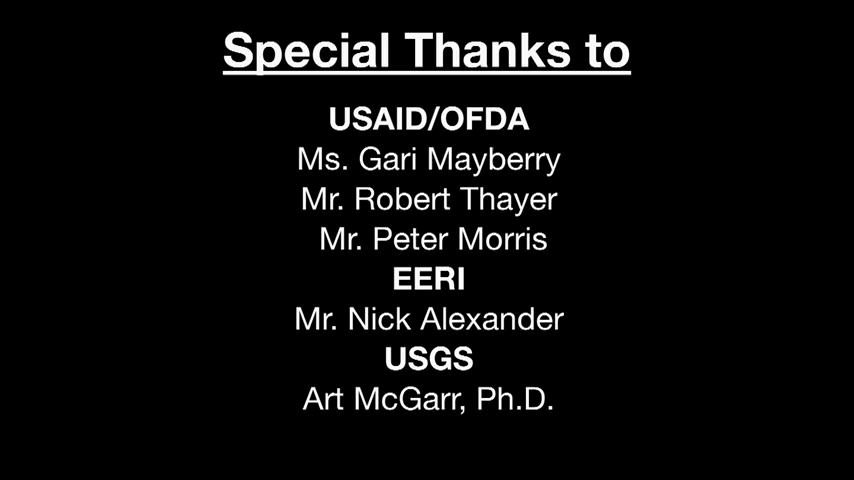 Special Thanks to
USAID/OFDA
Ms. Gari Mayberry
Mr. Robert Thayer
Mr. Peter Morris
EERI
Mr. Nick Alexander
USGS
Art McGarr, Ph.D.